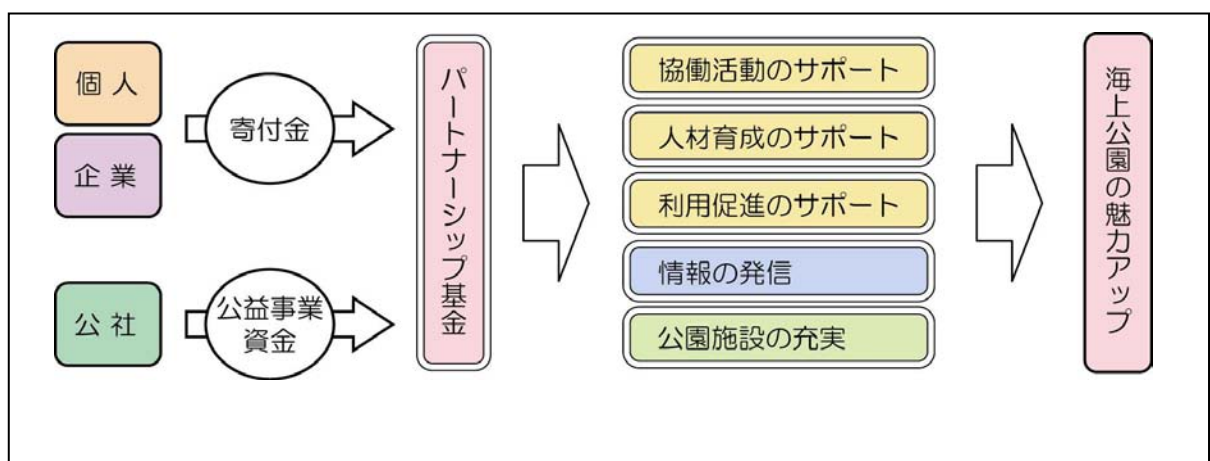 個人
企業
寄付金
公社
公益事業
資金
パートナーシップ基金
協働活動のサポート
人材育成のサポート
利用促進のサポート
情報の発信
公園施設の充実
海上公園の魅力アップ